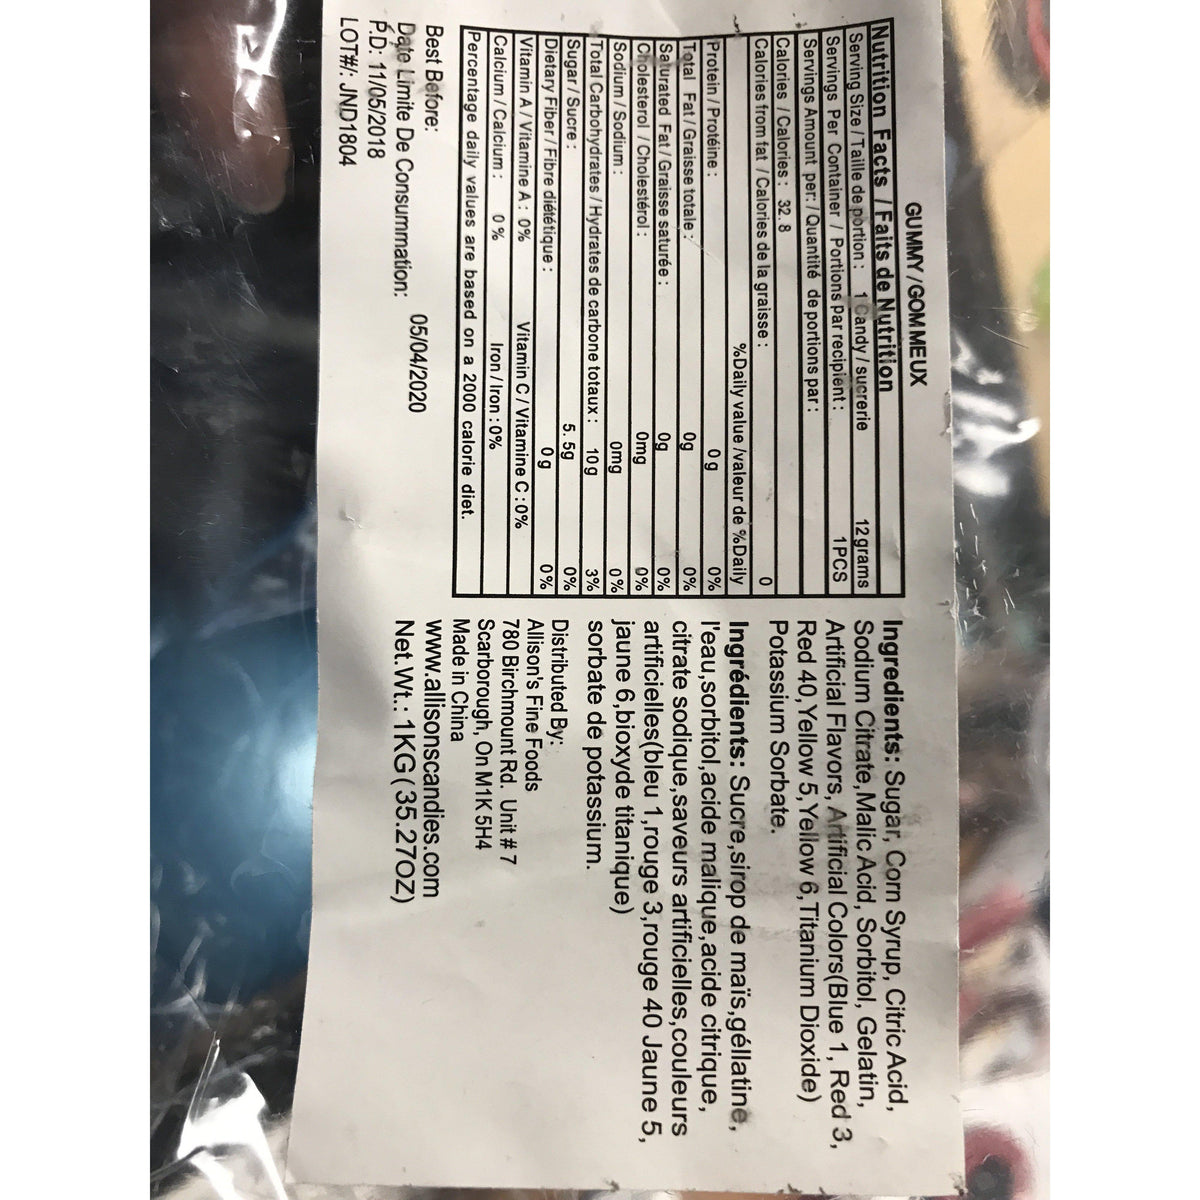 GUMMY/GOMMEUX
Nutrition Facts / Faits de Nutrition
Serving Size / Taille de portion : 1 Candy / sucrerie 12 grams
Servings Per Container / Portions par recipient : 1PCS
Servings Amount per: / Quantité de portions par :
Calories / Calories : 32.8
Calories from fat / Calories de la graisse : 0
%Daily value /valeur de %Daily
Protein / Protéine : 0g 0%
Total Fat / Graisse totale : 0g 0%
Saturated Fat / Graisse saturée : 0g 0%
Cholesterol / Cholestérol : 0mg 0%
Sodium / Sodium : 0mg 0%
Total Carbohydrates / Hydrates de carbone totaux : 10g 3%
Sugar / Sucre : 5.5g 0%
Dietary Fiber / Fibre diététique : 0g 0%
Vitamin A / Vitamine A : 0% Vitamin C / Vitamine C : 0%
Calcium / Calcium : 0% Iron / Iron : 0%
Percentage daily values are based on a 2000 calorie diet.
Best Before:
Date Limite De Consummation: 05/04/2020
P.D: 11/05/2018
LOT#/: JND1804
Ingredients: Sugar, Corn Syrup, Citric Acid,
Sodium Citrate, Malic Acid, Sorbitol, Gelatin,
Artificial Flavors, Artificial Colors(Blue 1, Red 3,
Red 40, Yellow 5, Yellow 6, Titanium Dioxide)
Potassium Sorbate.
Ingrédients: Sucre,sirop de maïs,géllatine,
l'eau,sorbitol,acide malique,acide citrique,
citrate sodique,saveurs artificielles,couleurs
artificielles(bleu 1,rouge 3,rouge 40 Jaune 5,
jaune 6,bioxyde titanique)
sorbate de potassium.
Distributed By:
Allison's Fine Foods
780 Birchmount Rd. Unit # 7
Scarborough, On M1K 5H4
Made in China
www.allisonscandies.com
Net.Wt.: 1KG (35.27OZ)